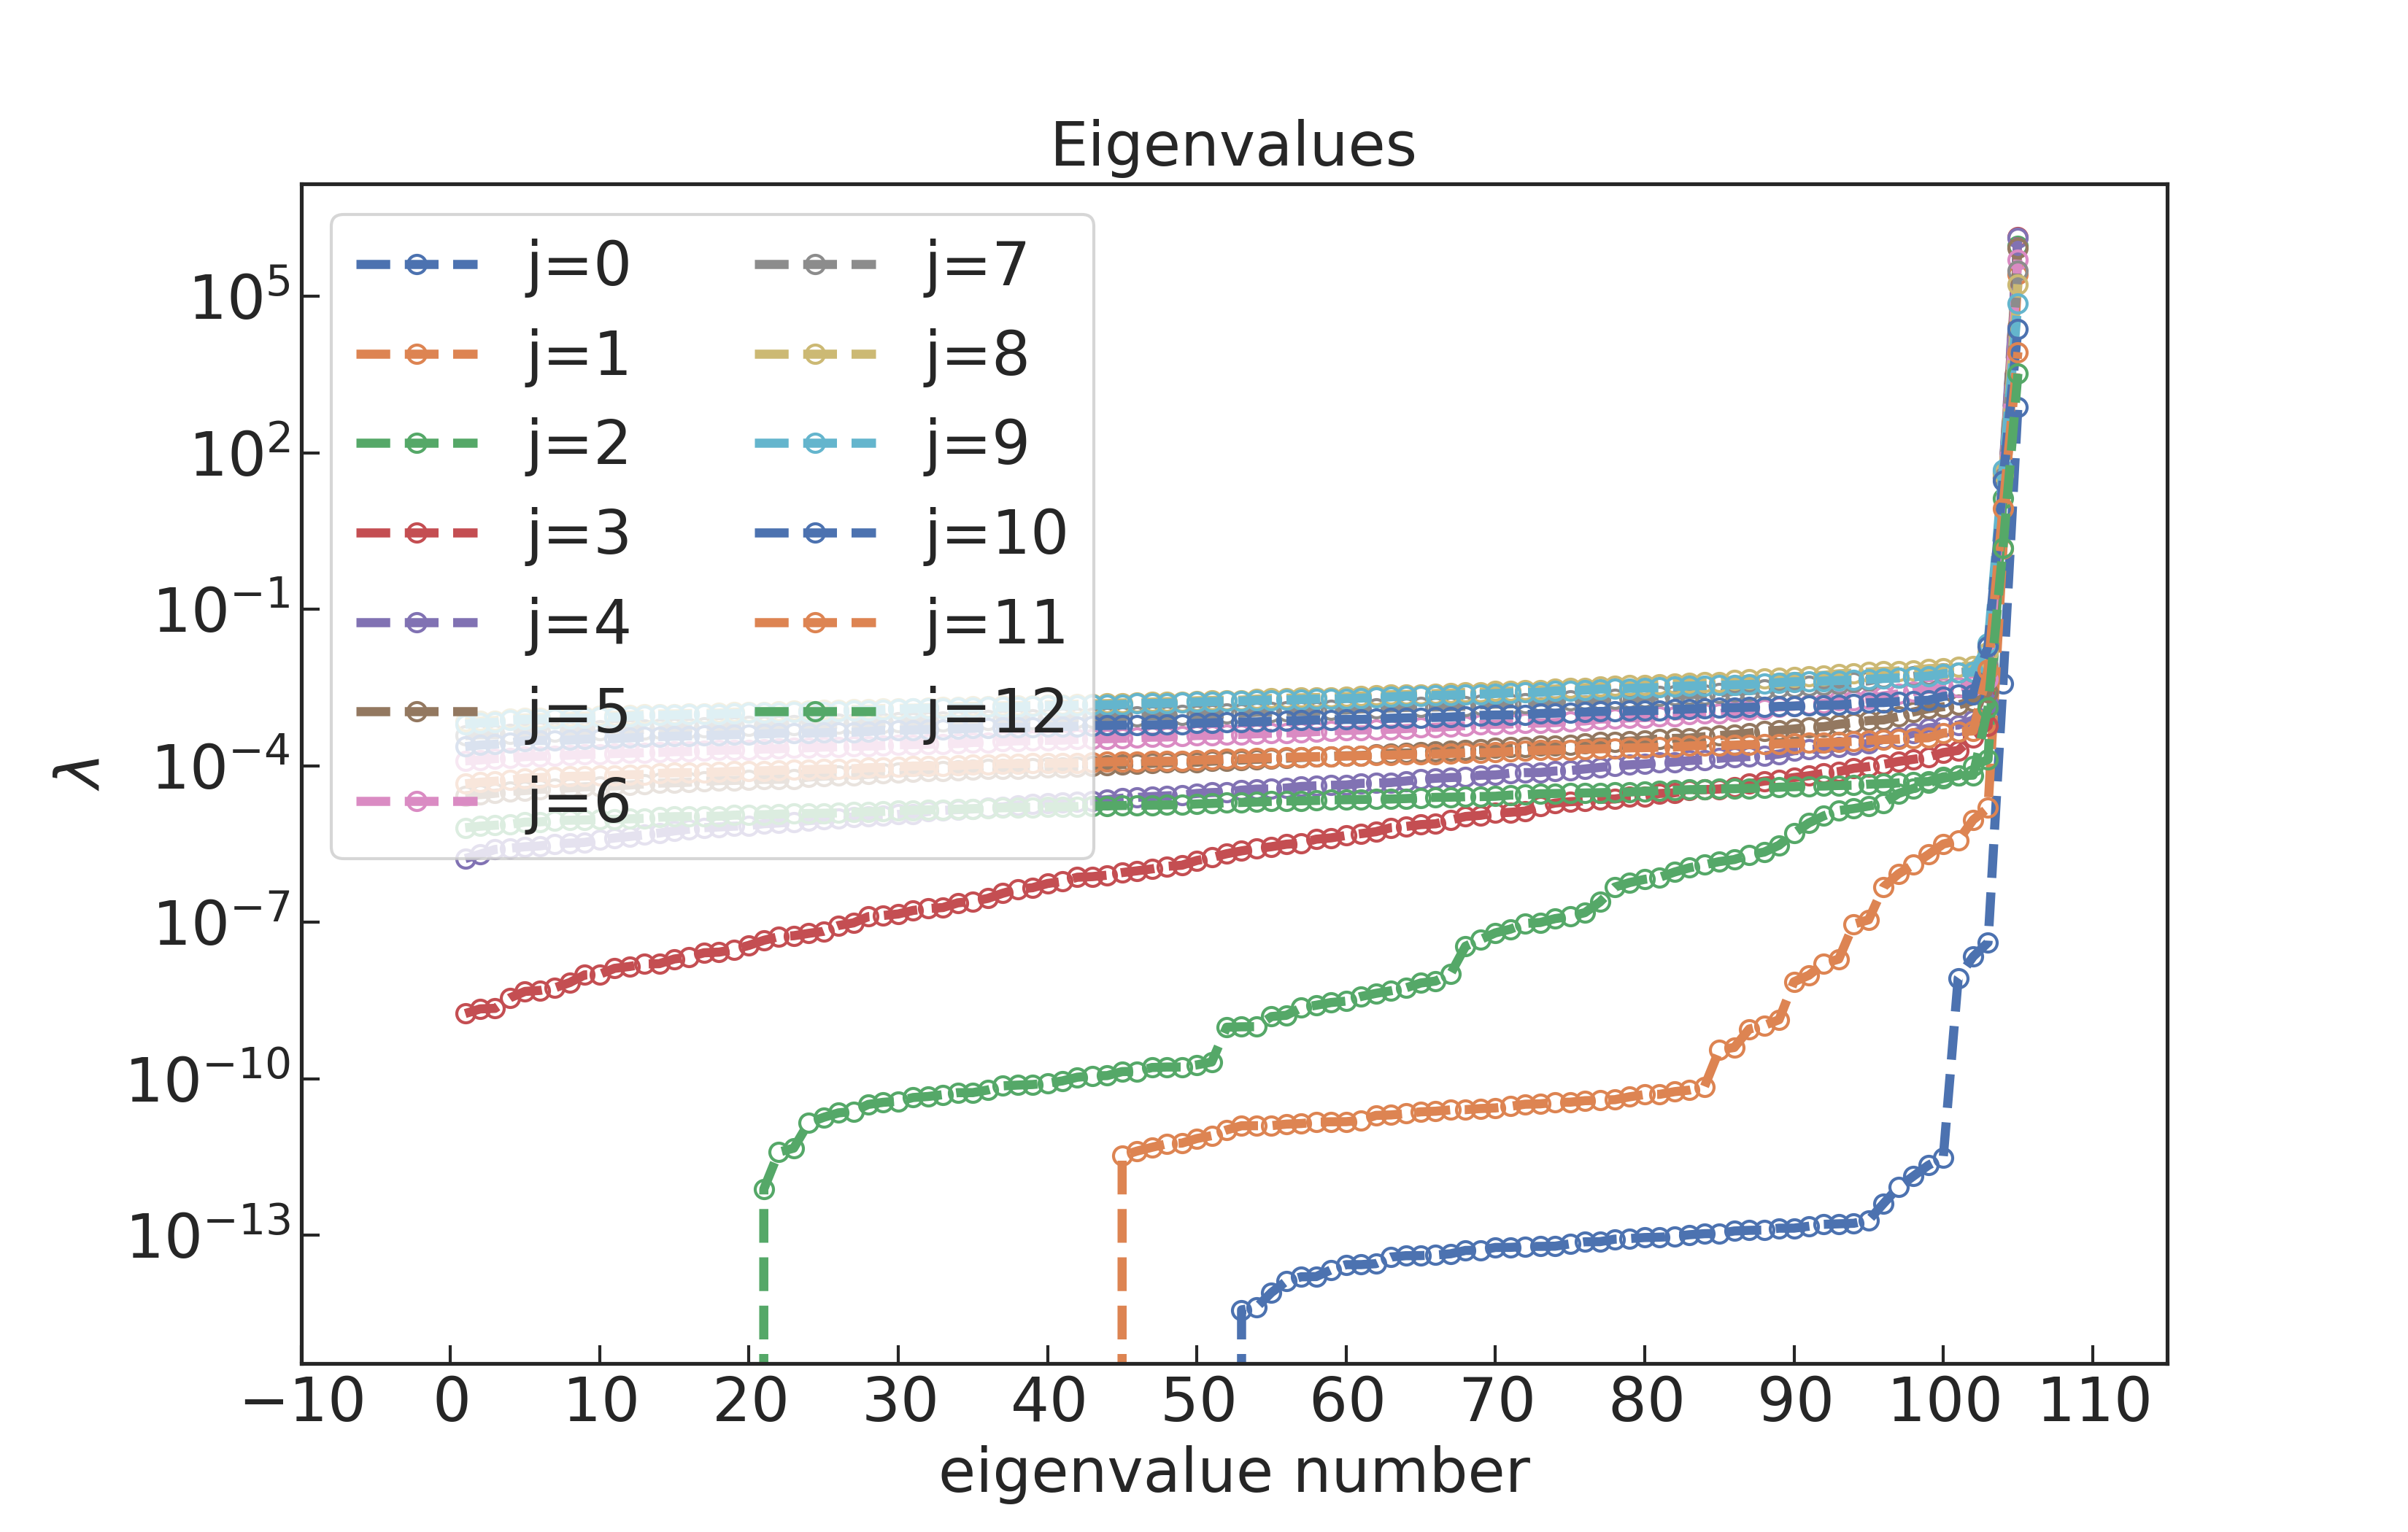 Eigenvalues
j=0
j=1
j=2
j=3
j=4
j=5
j=6
j=7
j=8
j=9
j=10
j=11
j=12
10⁵
10²
10⁻¹
10⁻⁴
10⁻⁷
10⁻¹⁰
10⁻¹³
λ
−10 0 10 20 30 40 50 60 70 80 90 100 110
eigenvalue number